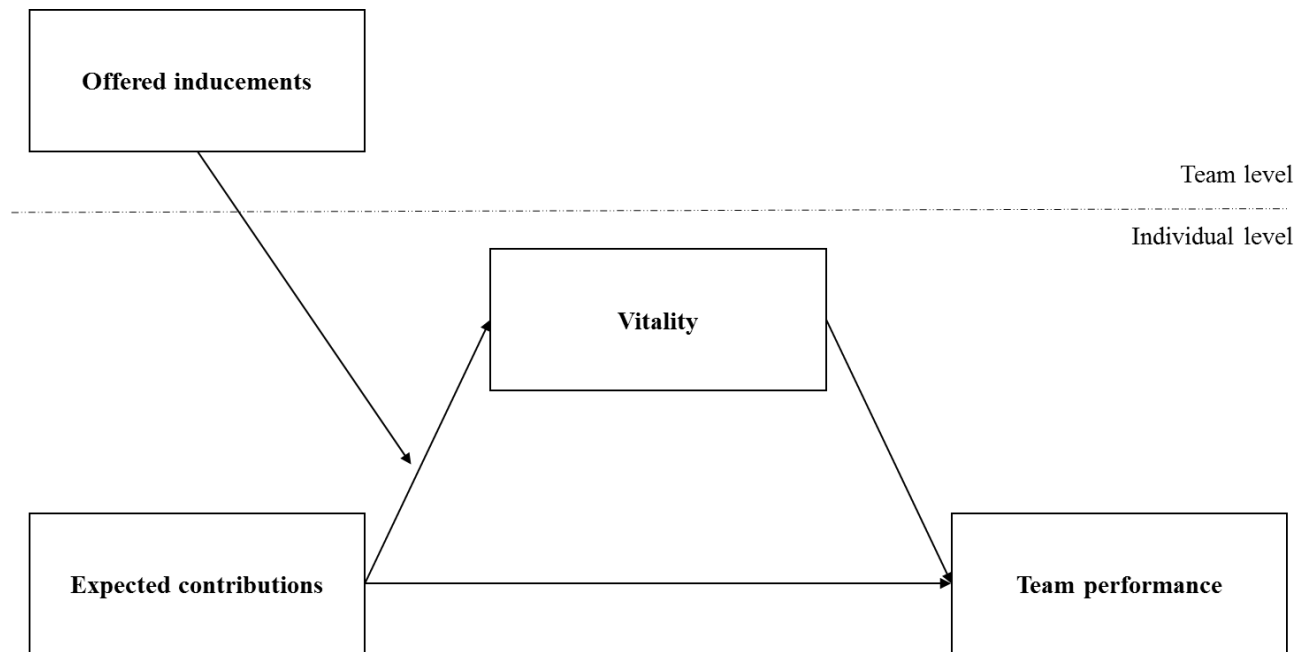 Offered inducements
Team level
Individual level
Vitality
Expected contributions
Team performance